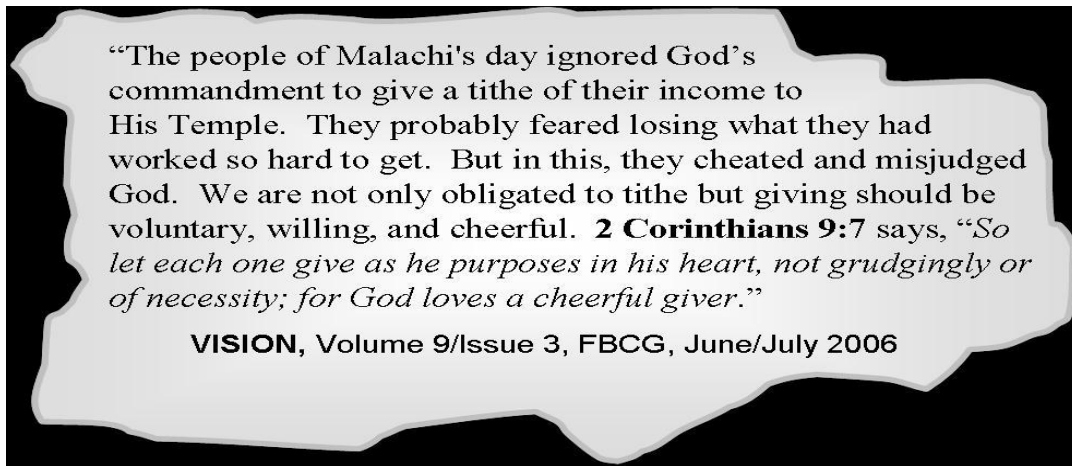 “The people of Malachi's day ignored God’s
commandment to give a tithe of their income to
His Temple.  They probably feared losing what they had
worked so hard to get.  But in this, they cheated and misjudged
God.  We are not only obligated to tithe but giving should be
voluntary, willing, and cheerful.  2 Corinthians 9:7 says, “So
let each one give as he purposes in his heart, not grudgingly or
of necessity; for God loves a cheerful giver.”
VISION, Volume 9/Issue 3, FBCG, June/July 2006